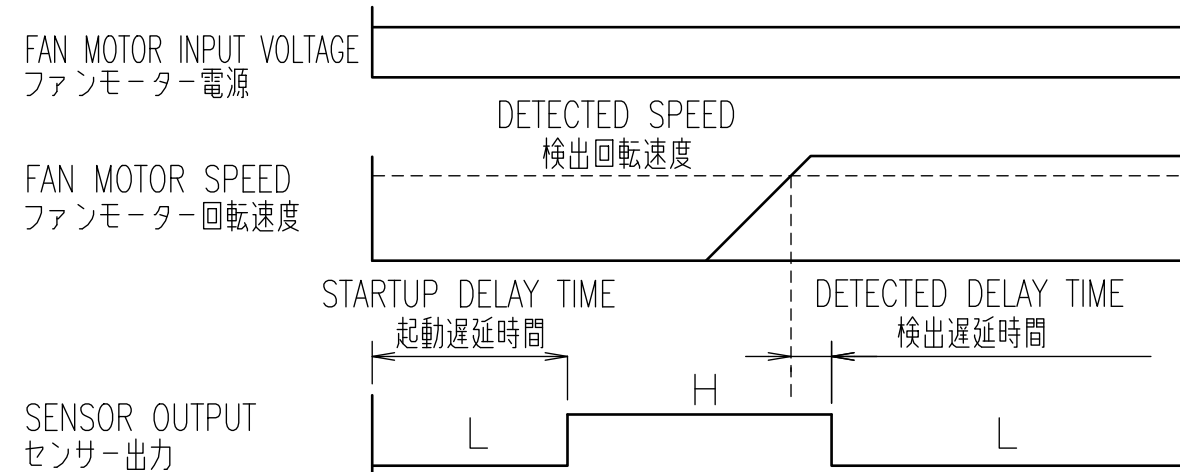 FAN MOTOR INPUT VOLTAGE
ファンモーター電源
DETECTED SPEED
検出回転速度
FAN MOTOR SPEED
ファンモーター回転速度
STARTUP DELAY TIME
起動遅延時間
DETECTED DELAY TIME
検出遅延時間
SENSOR OUTPUT
センサー出力
L
H
L